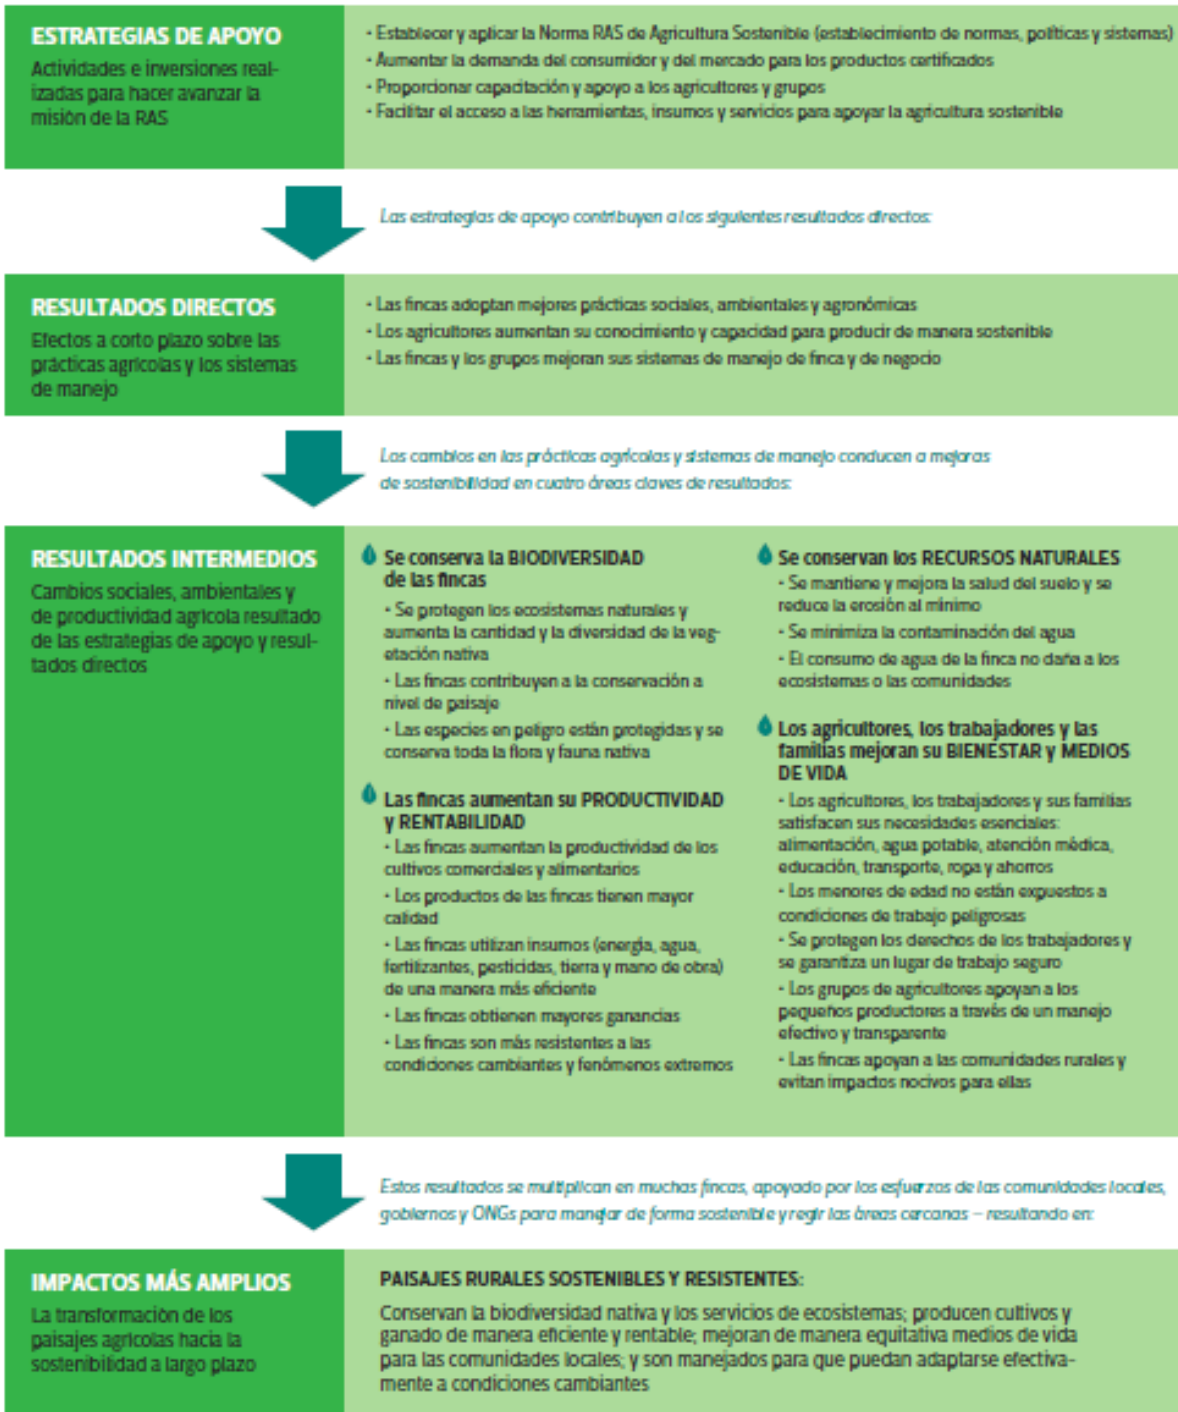 ESTRATEGIAS DE APOYO
Actividades e inversiones real-
izadas para hacer avanzar la
misión de la RAS
• Establecer y aplicar la Norma RAS de Agricultura Sostenible (establecimiento de normas, políticas y sistemas)
• Aumentar la demanda del consumidor y del mercado para los productos certificados
• Proporcionar capacitación y apoyo a los agricultores y grupos
• Facilitar el acceso a las herramientas, insumos y servicios para apoyar la agricultura sostenible
Las estrategias de apoyo contribuyen a los siguientes resultados directos:
RESULTADOS DIRECTOS
Efectos a corto plazo sobre las
prácticas agrícolas y los sistemas
de manejo
• Las fincas adoptan mejores prácticas sociales, ambientales y agronómicas
• Los agricultores aumentan su conocimiento y capacidad para producir de manera sostenible
• Las fincas y los grupos mejoran sus sistemas de manejo de finca y de negocio
Los cambios en las prácticas agrícolas y sistemas de manejo conducen a mejoras
de sostenibilidad en cuatro áreas claves de resultados:
RESULTADOS INTERMEDIOS
Cambios sociales, ambientales y
de productividad agrícola resultado
de las estrategias de apoyo y resul-
tados directos
Se conserva la BIODIVERSIDAD
de las fincas
• Se protegen los ecosistemas naturales y
aumenta la cantidad y la diversidad de la veg-
etación nativa
• Las fincas contribuyen a la conservación a
nivel de paisaje
• Las especies en peligro están protegidas y se
conserva toda la flora y fauna nativa
Las fincas aumentan su PRODUCTIVIDAD
y RENTABILIDAD
• Las fincas aumentan la productividad de los
cultivos comerciales y alimentarios
• Los productos de las fincas tienen mayor
calidad
• Las fincas utilizan insumos (energía, agua,
fertilizantes, pesticidas, tierra y mano de obra)
de una manera más eficiente
• Las fincas obtienen mayores ganancias
• Las fincas son más resistentes a las
condiciones cambiantes y fenómenos extremos
Se conservan los RECURSOS NATURALES
• Se mantiene y mejora la salud del suelo y se
reduce la erosión al mínimo
• Se minimiza la contaminación del agua
• El consumo de agua de la finca no daña a los
ecosistemas o las comunidades
Los agricultores, los trabajadores y las
familias mejoran su BIENESTAR y MEDIOS
DE VIDA
• Los agricultores, los trabajadores y sus familias
satisfacen sus necesidades esenciales:
alimentación, agua potable, atención médica,
educación, transporte, ropa y ahorros
• Los menores de edad no están expuestos a
condiciones de trabajo peligrosas
• Se protegen los derechos de los trabajadores y
se garantiza un lugar de trabajo seguro
• Los grupos de agricultores apoyan a los
pequeños productores a través de un manejo
efectivo y transparente
• Las fincas apoyan a las comunidades rurales y
evitan impactos nocivos para ellas
Estos resultados se multiplican en muchas fincas, apoyado por los esfuerzos de las comunidades locales,
gobiernos y ONGs para manejar de forma sostenible y regir las áreas cercanas – resultando en:
IMPACTOS MÁS AMPLIOS
La transformación de los
paisajes agrícolas hacia la
sostenibilidad a largo plazo
PAISAJES RURALES SOSTENIBLES Y RESISTENTES:
Conservan la biodiversidad nativa y los servicios de ecosistemas; producen cultivos y
ganado de manera eficiente y rentable; mejoran de manera equitativa medios de vida
para las comunidades locales; y son manejados para que puedan adaptarse efectiva-
mente a condiciones cambiantes